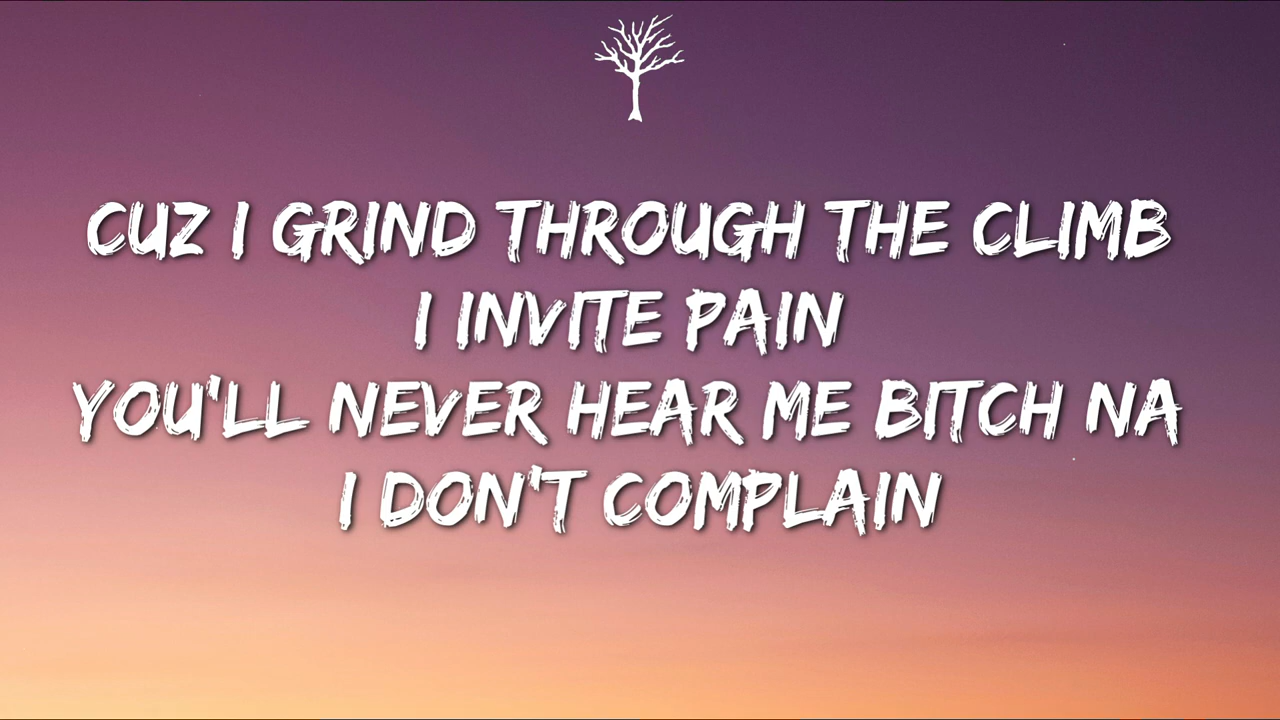 CUZ I GRIND THROUGH THE CLIMB
I INVITE PAIN
YOU'LL NEVER HEAR ME BITCH NA
I DON'T COMPLAIN